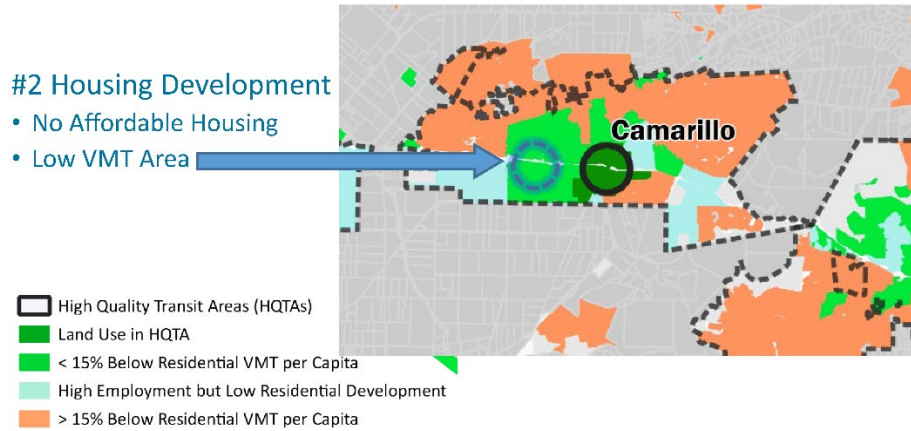 #2 Housing Development
• No Affordable Housing
• Low VMT Area
Camarillo
High Quality Transit Areas (HQTAs)
Land Use in HQTA
< 15% Below Residential VMT per Capita
High Employment but Low Residential Development
> 15% Below Residential VMT per Capita